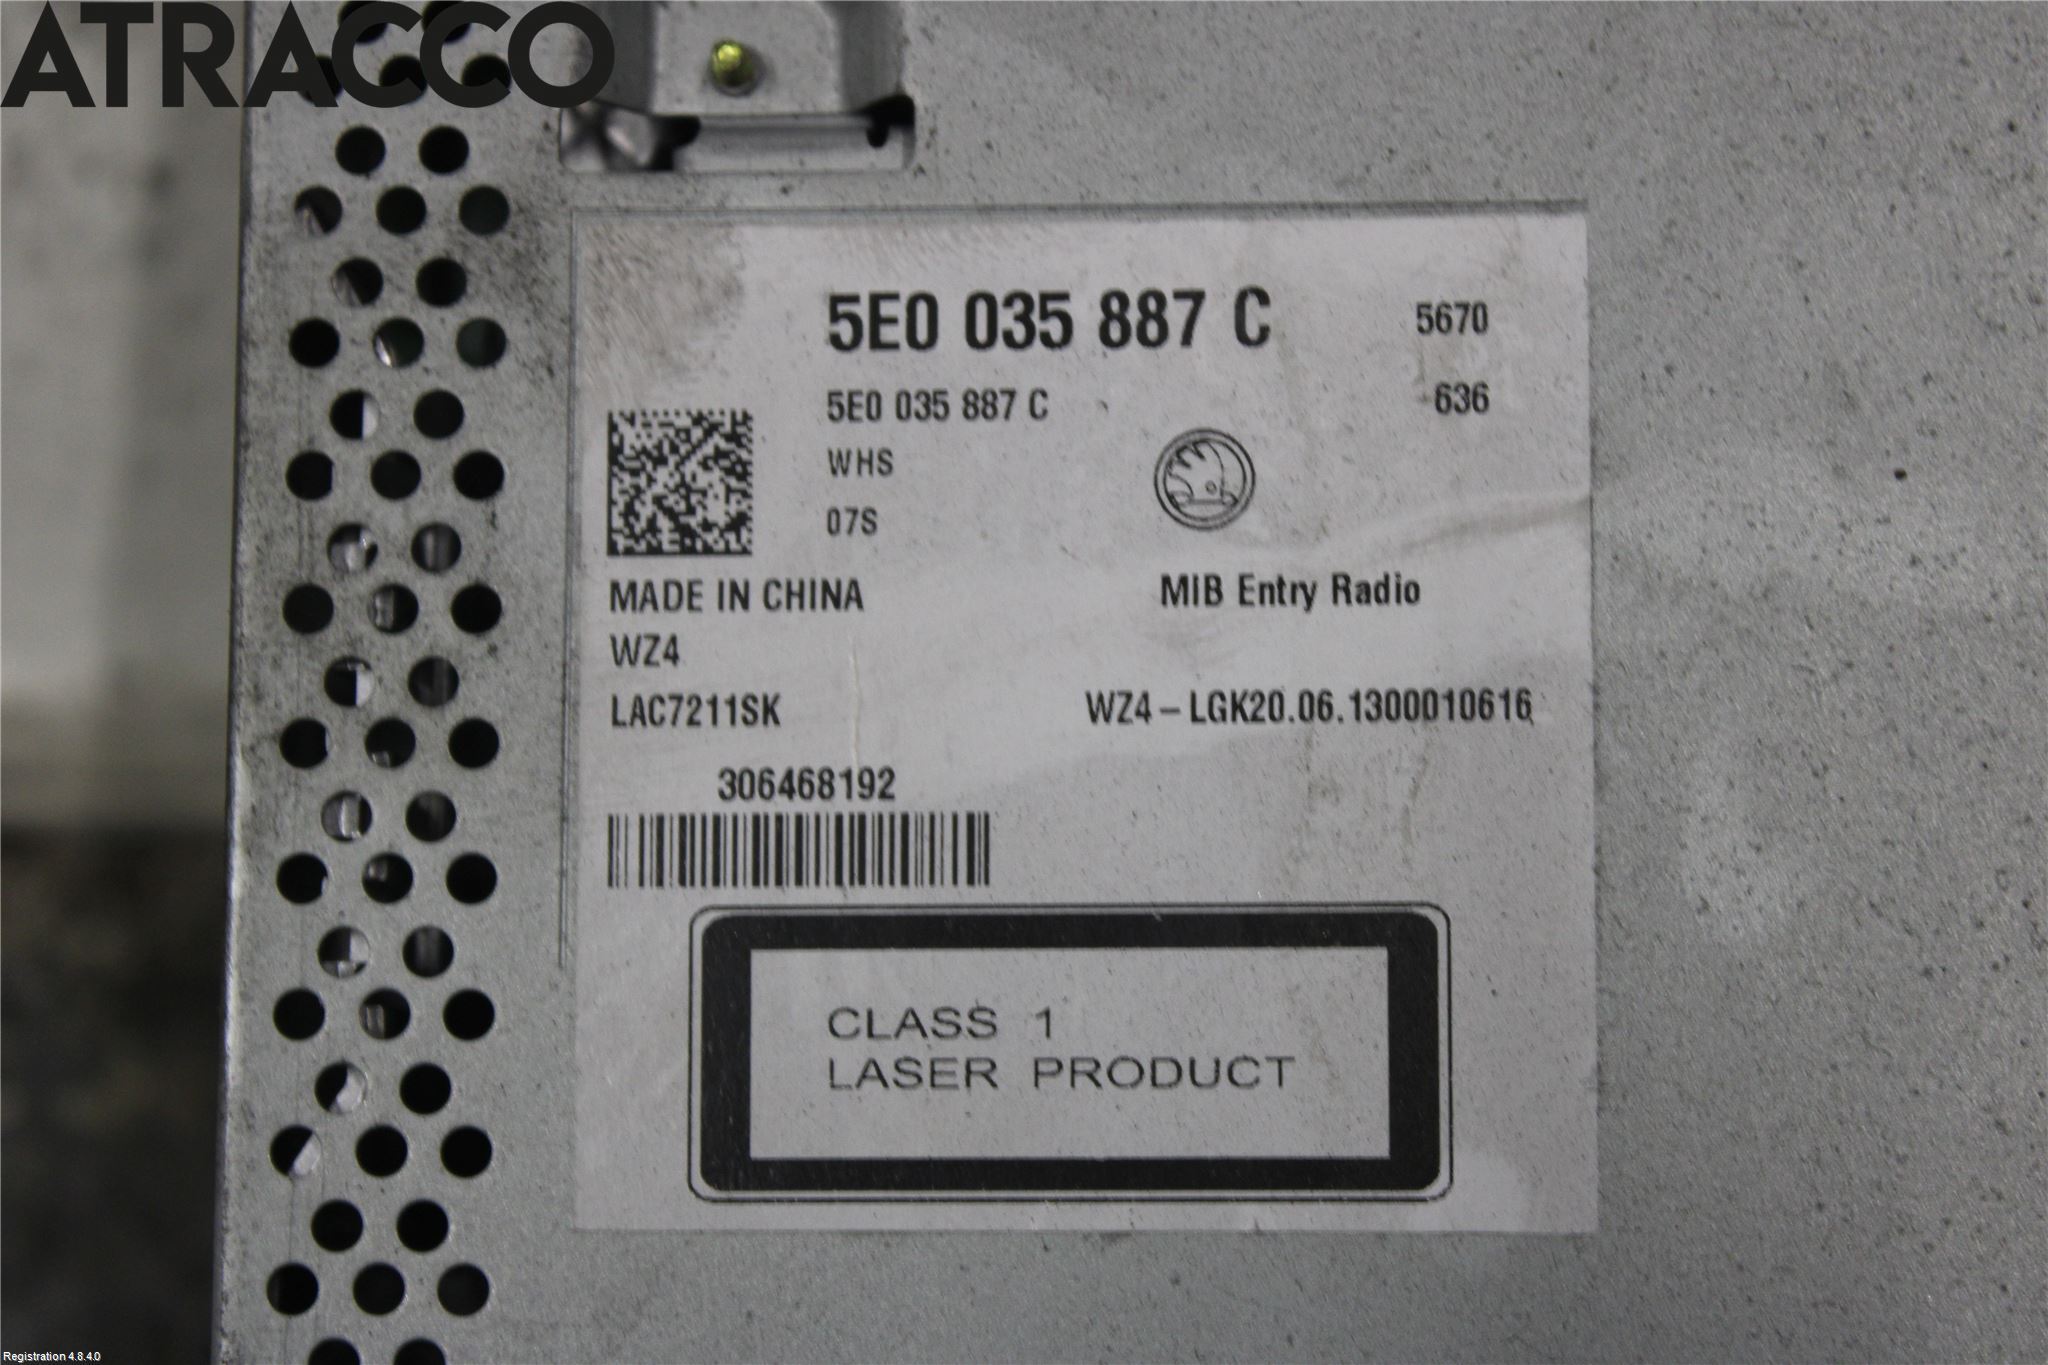 ATRACCO
5E0 035 887 C 5670
5E0 035 887 C 636
WHS
07S
MADE IN CHINA MIB Entry Radio
WZ4
LAC7211SK WZ4-LGK20.06.1300010616
306468192
CLASS 1
LASER PRODUCT
Registration 4.8.4.0